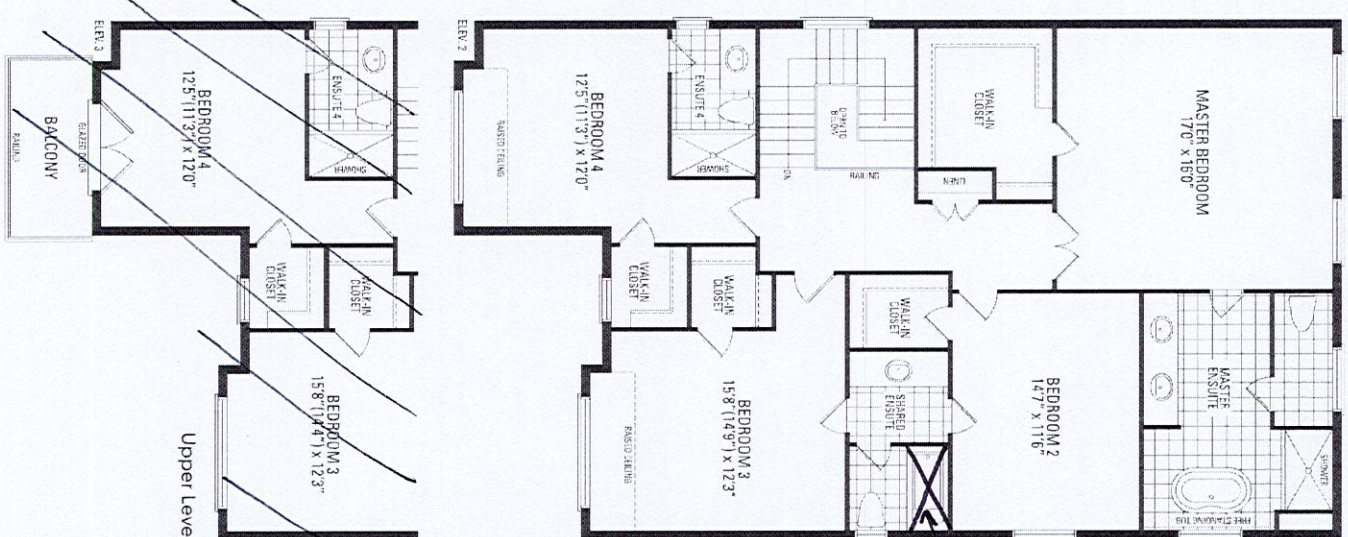 ELEV. 3
BALCONY
RAILING
GLAZED DOOR
BEDROOM 4
12'5"(11'3") x 12'0"
ENSUITE 4
SHOWER
WALK-IN
CLOSET
WALK-IN
CLOSET
BEDROOM 3
15'8"(14'4") x 12'3"
Upper Leve
ELEV. 2
RAISED CEILING
BEDROOM 4
12'5"(11'3") x 12'0"
ENSUITE 4
SHOWER
WALK-IN
CLOSET
WALK-IN
CLOSET
RAISED CEILING
BEDROOM 3
15'8"(14'9") x 12'3"
OPEN TO
BELOW
DN
RAILING
WALK-IN
CLOSET
LINEN
WALK-IN
CLOSET
SHARED
ENSUITE
MASTER BEDROOM
17'0" x 16'0"
BEDROOM 2
14'7" x 11'6"
MASTER
ENSUITE
SHOWER
FREE STANDING TUB